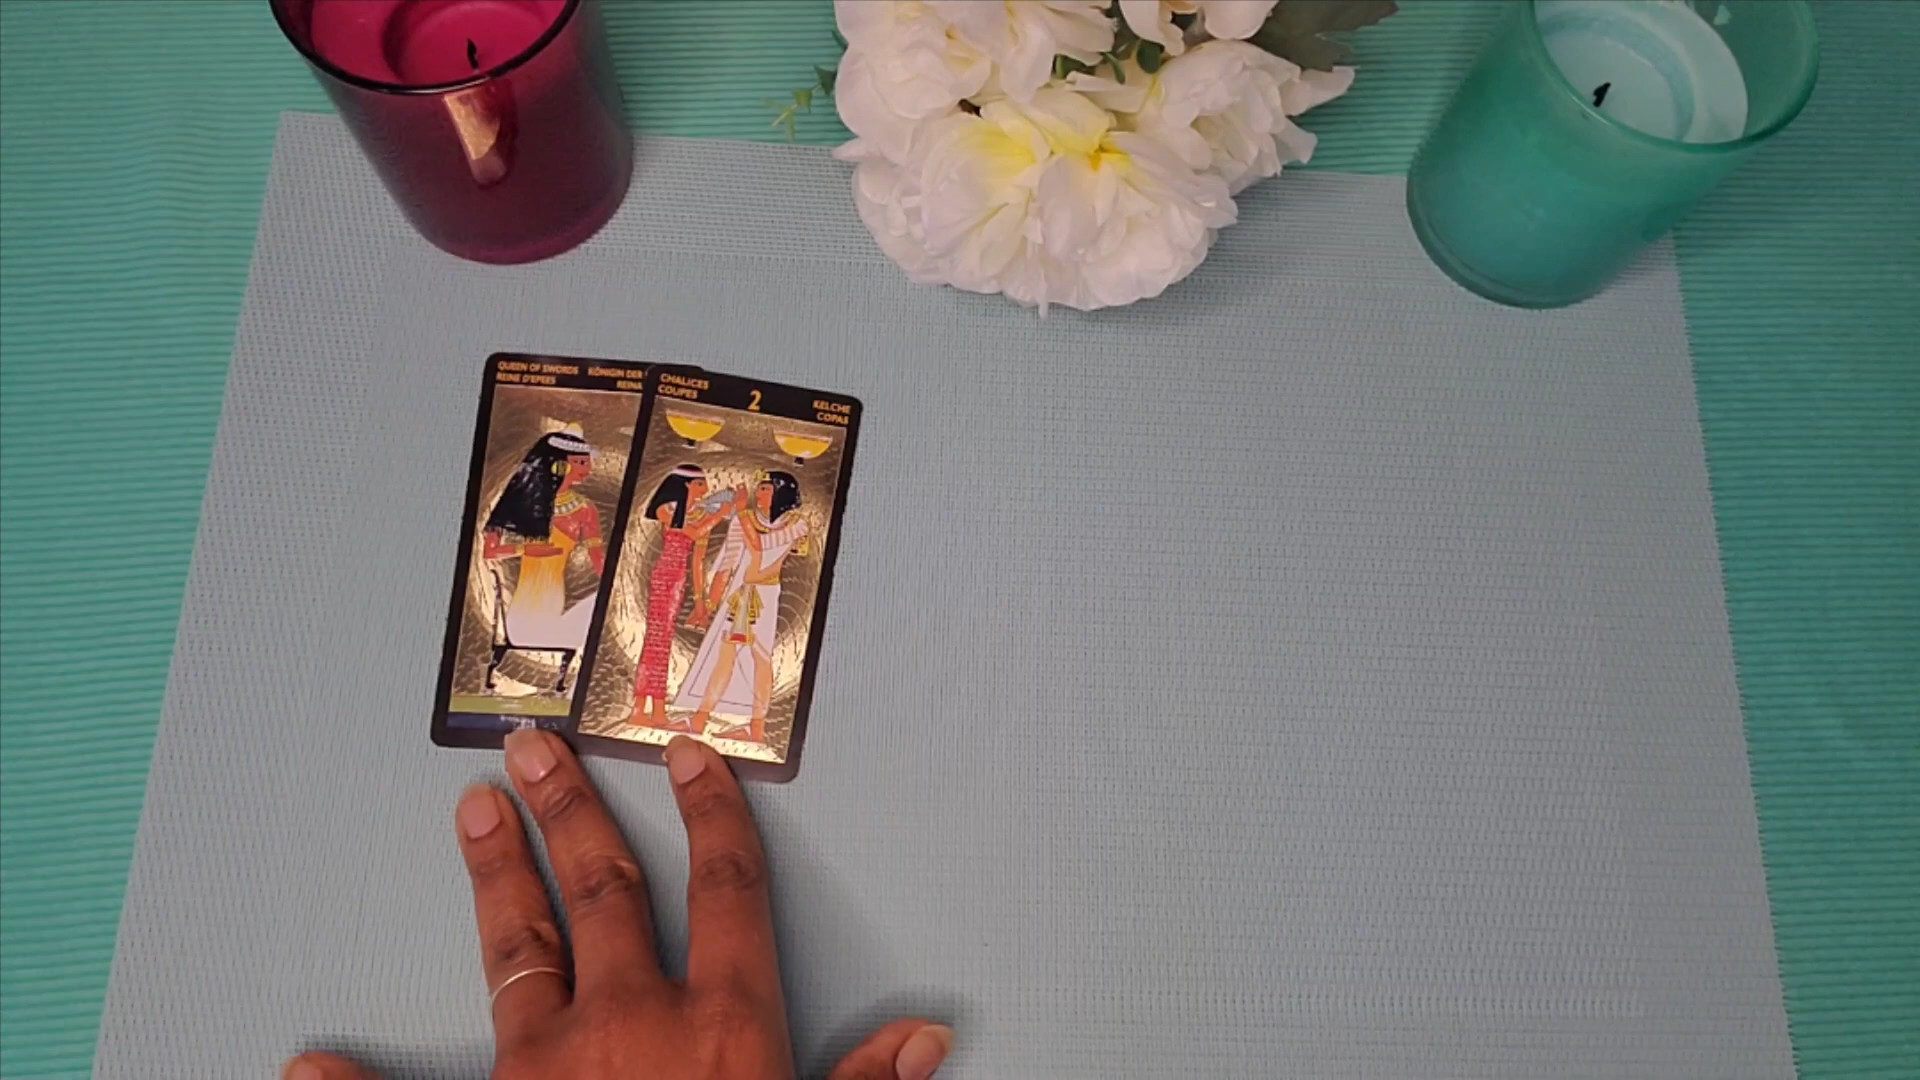 QUEEN OF SWORDS KÖNIGIN DER
REINE D'EPEES REINA
CHALICES
COUPES
2
KELCHE
COPAS